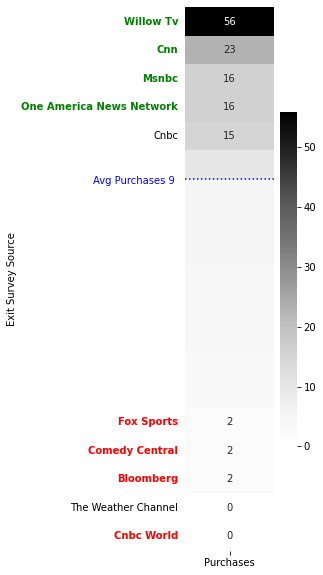 Willow Tv 56
Cnn 23
Msnbc 16
One America News Network 16
Cnbc 15
Avg Purchases 9
Exit Survey Source
Fox Sports 2
Comedy Central 2
Bloomberg 2
The Weather Channel 0
Cnbc World 0
Purchases
50
40
30
20
10
0